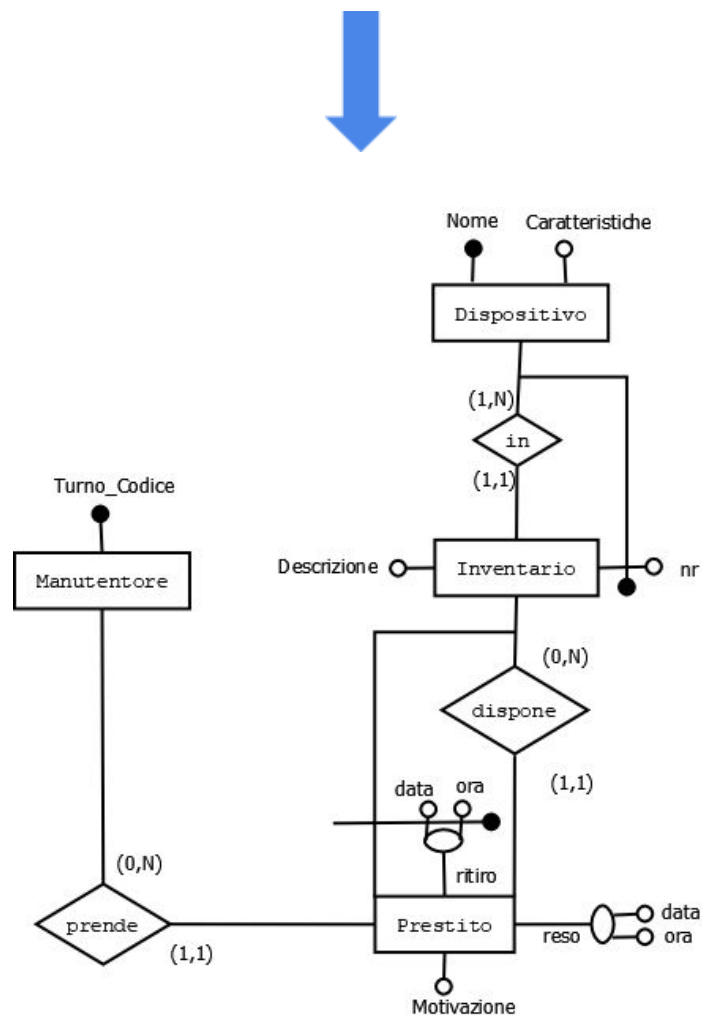 Nome Caratteristiche
Dispositivo
(1,N)
in
(1,1)
Turno_Codice
Descrizione Inventario nr
Manutentore
(0,N)
dispone
(1,1)
data ora
(0,N)
ritiro
prende Prestito data
reso ora
(1,1)
Motivazione